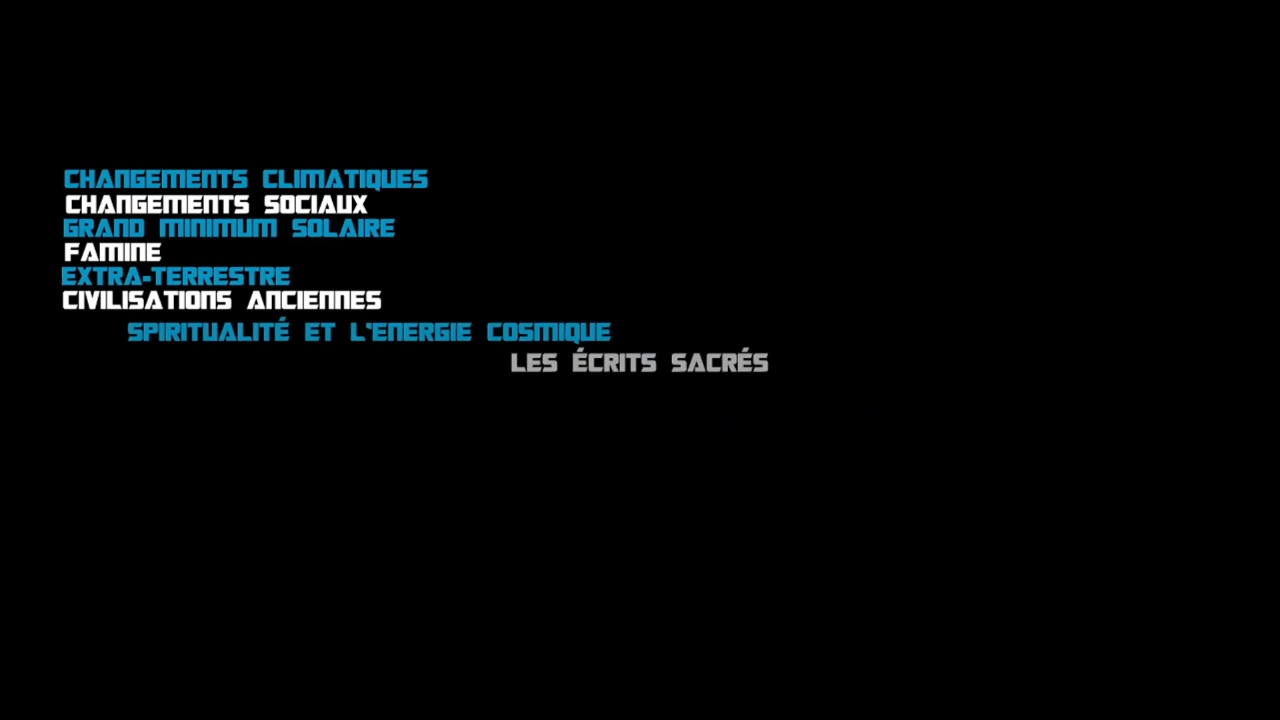 CHANGEMENTS CLIMATIQUES
CHANGEMENTS SOCIAUX
GRAND MINIMUM SOLAIRE
FAMINE
EXTRA-TERRESTRE
CIVILISATIONS ANCIENNES
SPIRITUALITÉ ET L'ENERGIE COSMIQUE
LES ÉCRITS SACRÉS